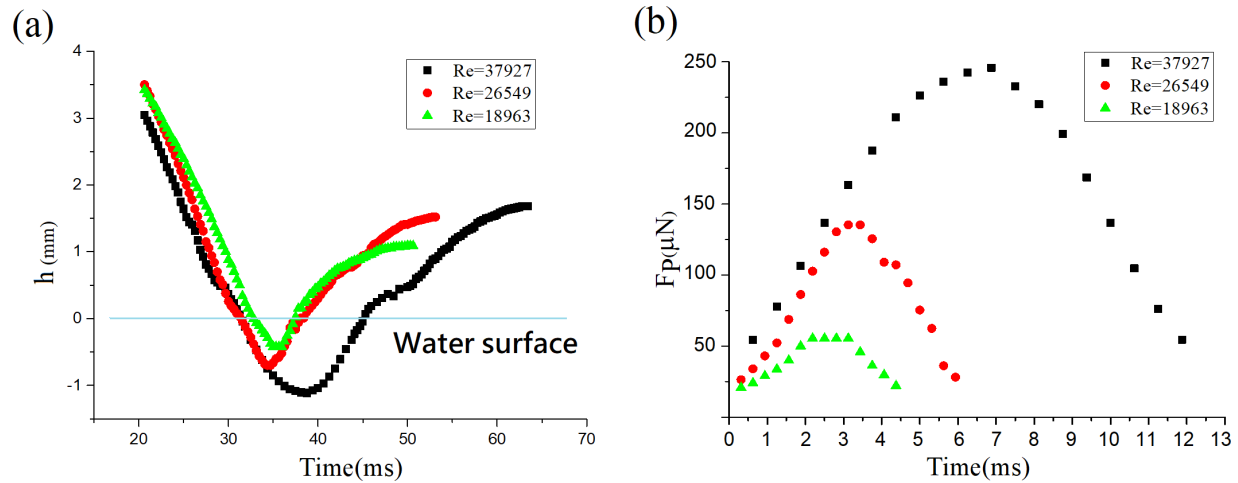 (a)
h (mm)
4
3
2
1
0
-1
Re=37927
Re=26549
Re=18963
Water surface
20
30
40
50
60
70
Time(ms)
(b)
FP(μN)
250
200
150
100
50
Re=37927
Re=26549
Re=18963
0
1
2
3
4
5
6
7
8
9
10
11
12
13
Time(ms)